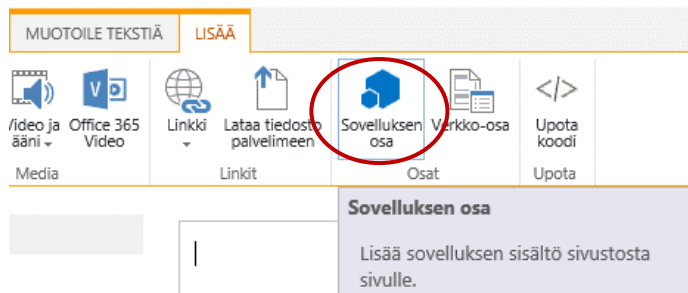 MUOTOILE TEKSTIÄ LISÄÄ
Video ja Office 365 Linkki Lataa tiedosto Sovelluksen Verkko-osa Upota
ääni Video palvelimeen osa koodi
Media Linkit Osat Upota
Sovelluksen osa
Lisää sovelluksen sisältö sivustosta
sivulle.